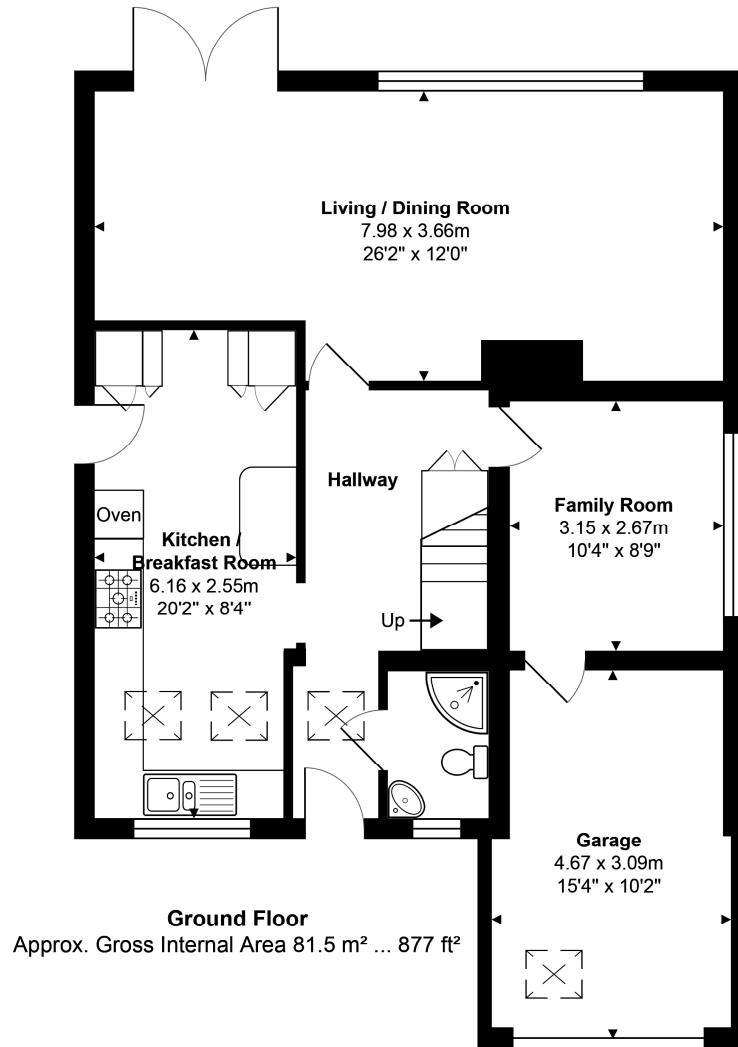 Living / Dining Room
7.98 x 3.66m
26'2" x 12'0"
Hallway
Oven
Kitchen /
Breakfast Room
6.16 x 2.55m
20'2" x 8'4"
Family Room
3.15 x 2.67m
10'4" x 8'9"
Up
Garage
4.67 x 3.09m
15'4" x 10'2"
Ground Floor
Approx. Gross Internal Area 81.5 m² ... 877 ft²